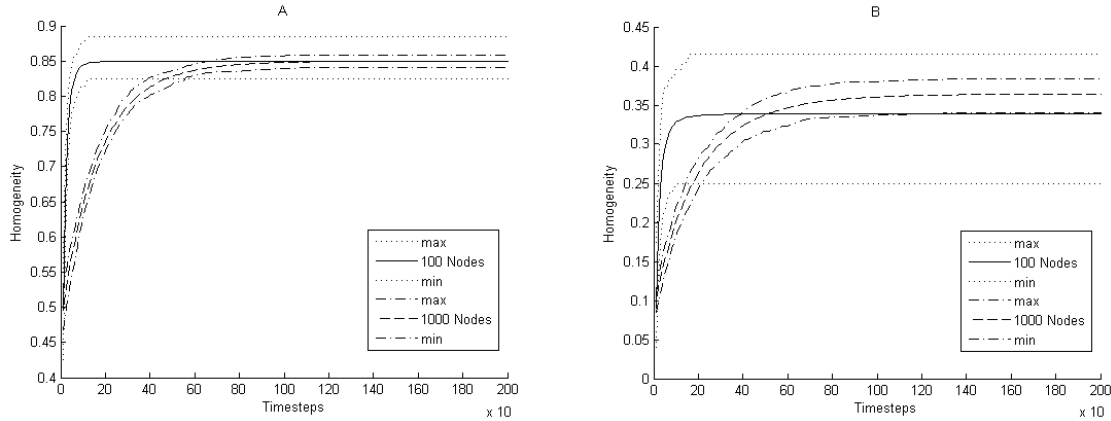 A
0.9
0.85
0.8
0.75
0.7
0.65
0.6
0.55
0.5
0.45
0.4
Homogeneity
0 20 40 60 80 100 120 140 160 180 200
Timesteps
x 10
max
100 Nodes
min
max
1000 Nodes
min
B
0.45
0.4
0.35
0.3
0.25
0.2
0.15
0.1
0.05
0
Homogeneity
0 20 40 60 80 100 120 140 160 180 200
Timesteps
x 10
max
100 Nodes
min
max
1000 Nodes
min